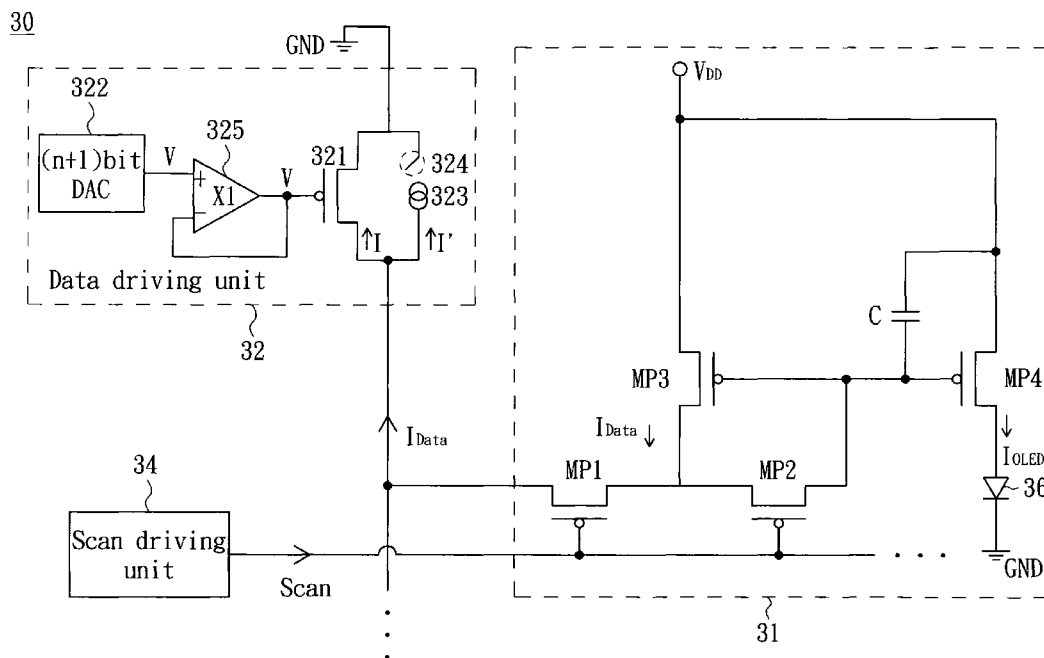 30
GND
322
325
(n+1)bit
DAC
V
+
−
X1
V
321
324
323
↑I
↑I'
Data driving unit
32
VDD
C
MP3
MP4
IData
IData
IOLED
MP1
MP2
36
34
Scan driving
unit
Scan
GND
31